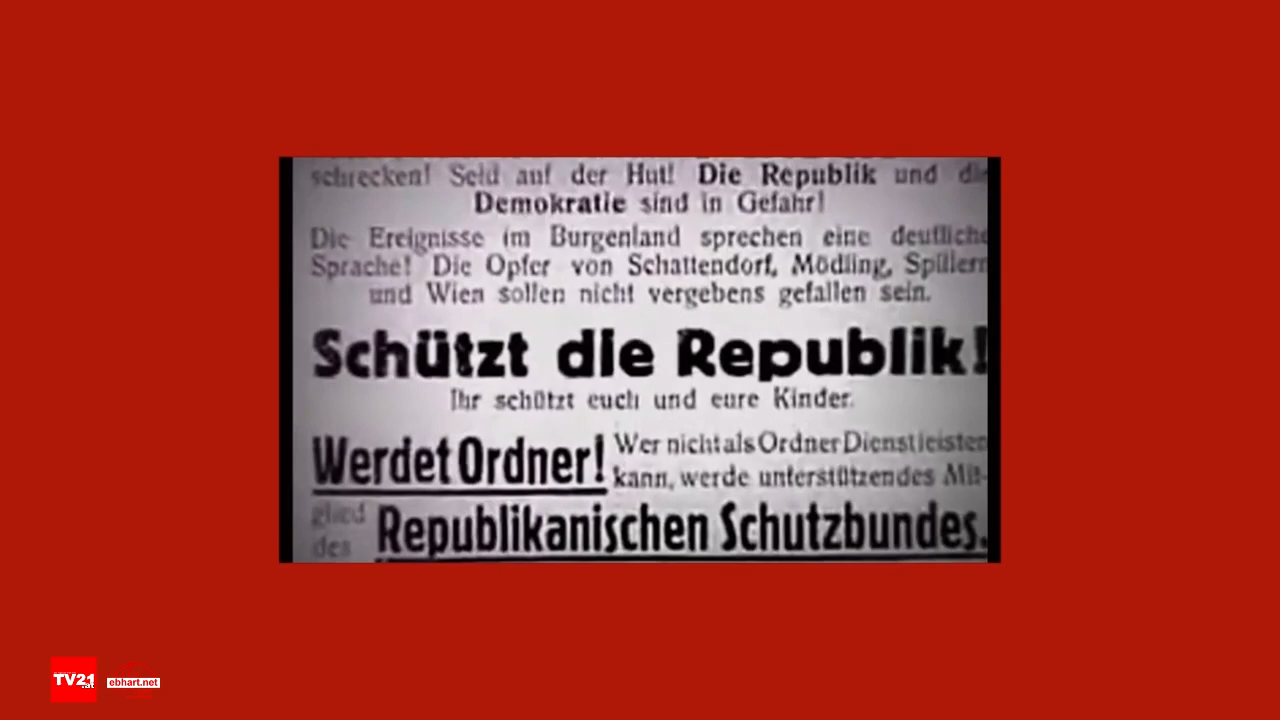 schrecken! Seid auf der Hut! Die Republik und die
Demokratie sind in Gefahr!
Die Ereignisse im Burgenland sprechen eine deutliche
Sprache! Die Opfer von Schattendorf, Mödling, Spillern
und Wien sollen nicht vergebens gefallen sein.
Schützt die Republik!
Ihr schützt euch und eure Kinder.
Werdet Ordner! Wer nicht als Ordner Dienst leisten
kann, werde unterstützendes Mit-
glied
des Republikanischen Schutzbundes.
TV21
.at
ebhart.net